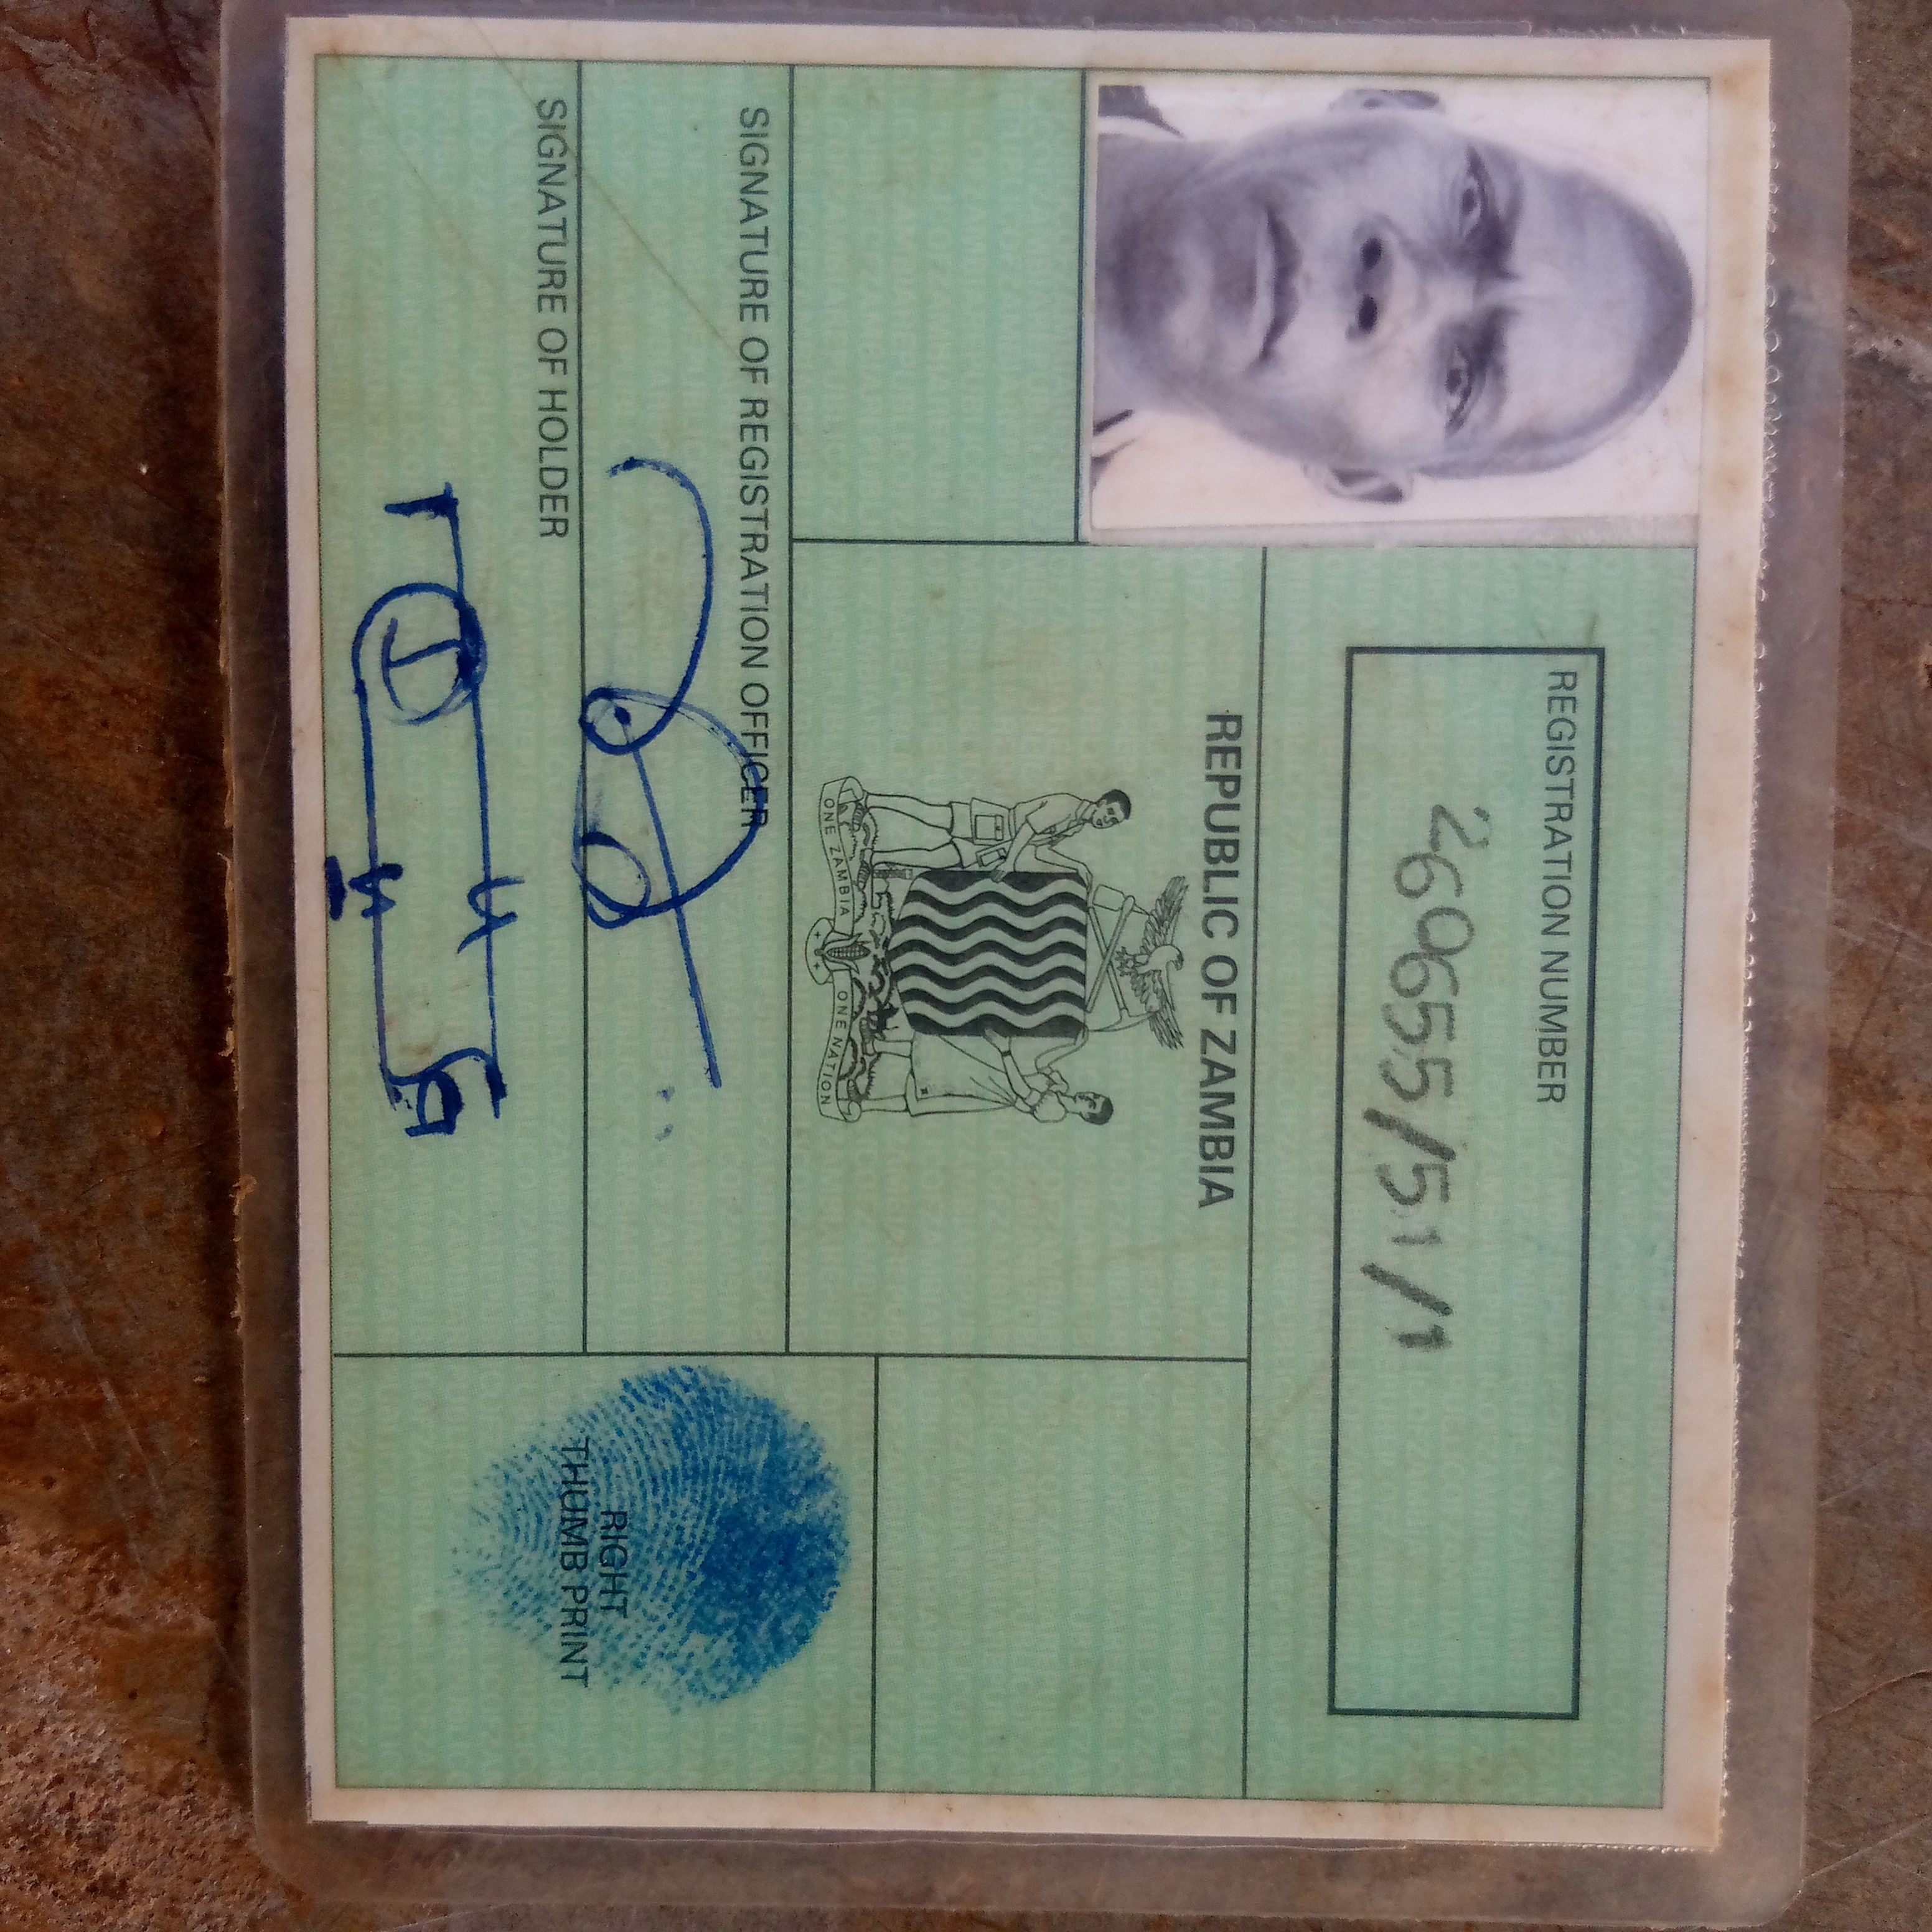 REGISTRATION NUMBER
260655/51/1
REPUBLIC OF ZAMBIA
ONE ZAMBIA ONE NATION
SIGNATURE OF REGISTRATION OFFICER
SIGNATURE OF HOLDER
RIGHT
THUMB PRINT